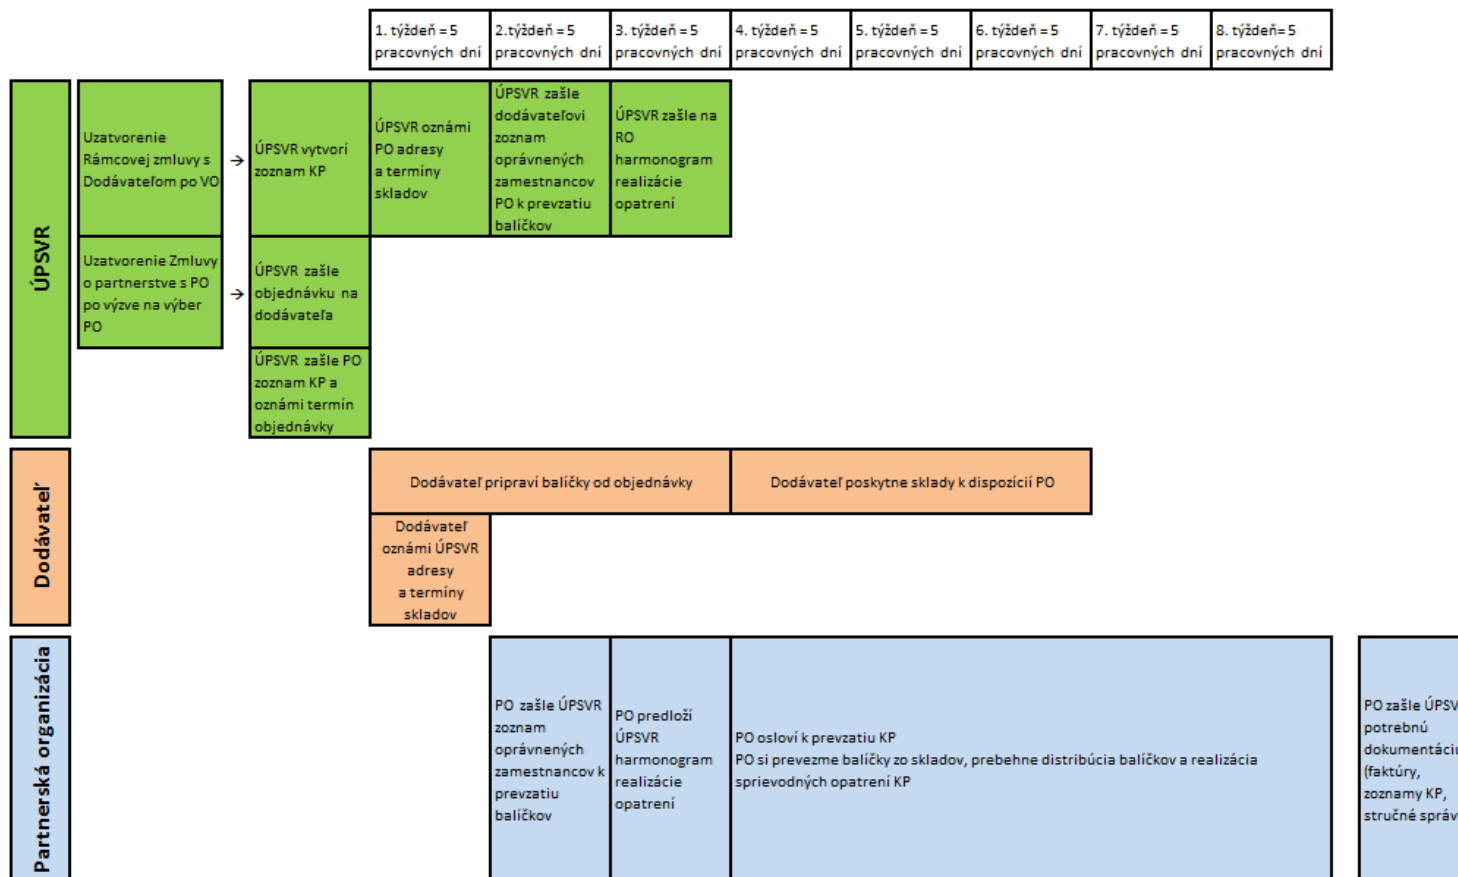 1. týždeň = 5
pracovných dní
2.týždeň = 5
pracovných dní
3. týždeň = 5
pracovných dní
4. týždeň = 5
pracovných dní
5. týždeň = 5
pracovných dní
6. týždeň = 5
pracovných dní
7. týždeň = 5
pracovných dní
8. týždeň= 5
pracovných dní
ÚPSVR
Uzatvorenie
Rámcovej zmluvy s
Dodávateľom po VO
→
ÚPSVR vytvorí
zoznam KP
ÚPSVR oznámi
PO adresy
a termíny
skladov
ÚPSVR zašle
dodávateľovi
zoznam
oprávnených
zamestnancov
PO k prevzatiu
balíčkov
ÚPSVR zašle na
RO
harmonogram
realizácie
opatrení
Uzatvorenie Zmluvy
o partnerstve s PO
po výzve na výber
PO
→
ÚPSVR zašle
objednávku na
dodávateľa
ÚPSVR zašle PO
zoznam KP a
oznámi termín
objednávky
Dodávateľ
Dodávateľ pripraví balíčky od objednávky
Dodávateľ poskytne sklady k dispozícií PO
Dodávateľ
oznámi ÚPSVR
adresy
a termíny
skladov
Partnerská organizácia
PO zašle ÚPSVR
zoznam
oprávnených
zamestnancov k
prevzatiu
balíčkov
PO predloží
ÚPSVR
harmonogram
realizácie
opatrení
PO osloví k prevzatiu KP
PO si prevezme balíčky zo skladov, prebehne distribúcia balíčkov a realizácia
sprievodných opatrení KP
PO zašle
potrebnú
(faktúry,
zoznamy KP,
stručné